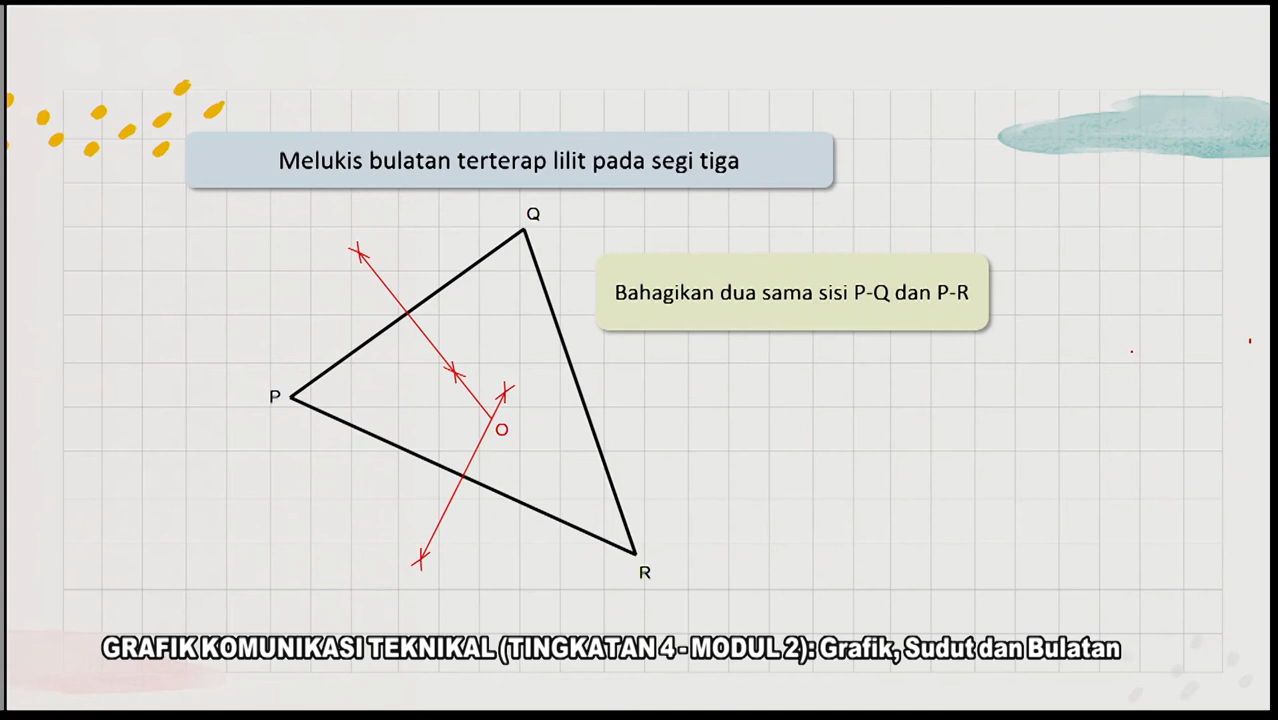 Melukis bulatan terterap lilit pada segi tiga
Q
Bahagikan dua sama sisi P-Q dan P-R
P
O
R
GRAFIK KOMUNIKASI TEKNIKAL (TINGKATAN 4 - MODUL 2): Grafik, Sudut dan Bulatan